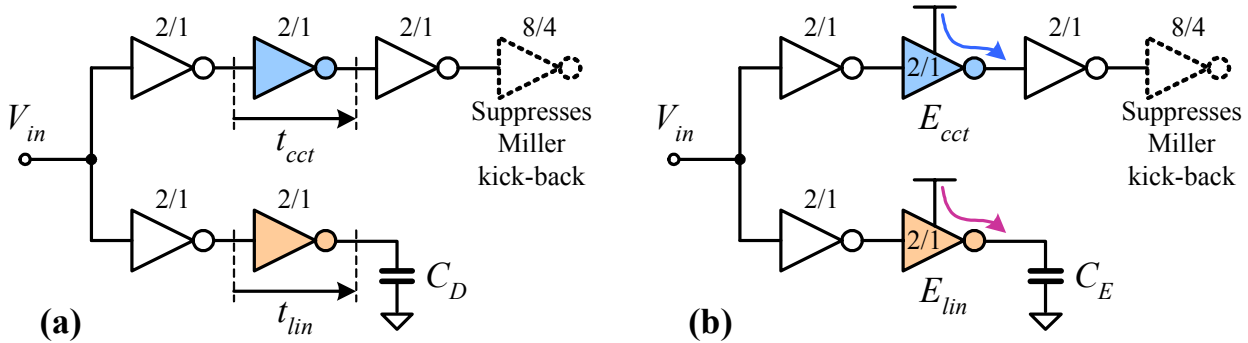 2/1
2/1
2/1
8/4
Suppresses
Miller
kick-back
V_in
t_cct
2/1
2/1
C_D
t_lin
(a)
2/1
2/1
2/1
8/4
Suppresses
Miller
kick-back
V_in
E_cct
2/1
2/1
C_E
E_lin
(b)